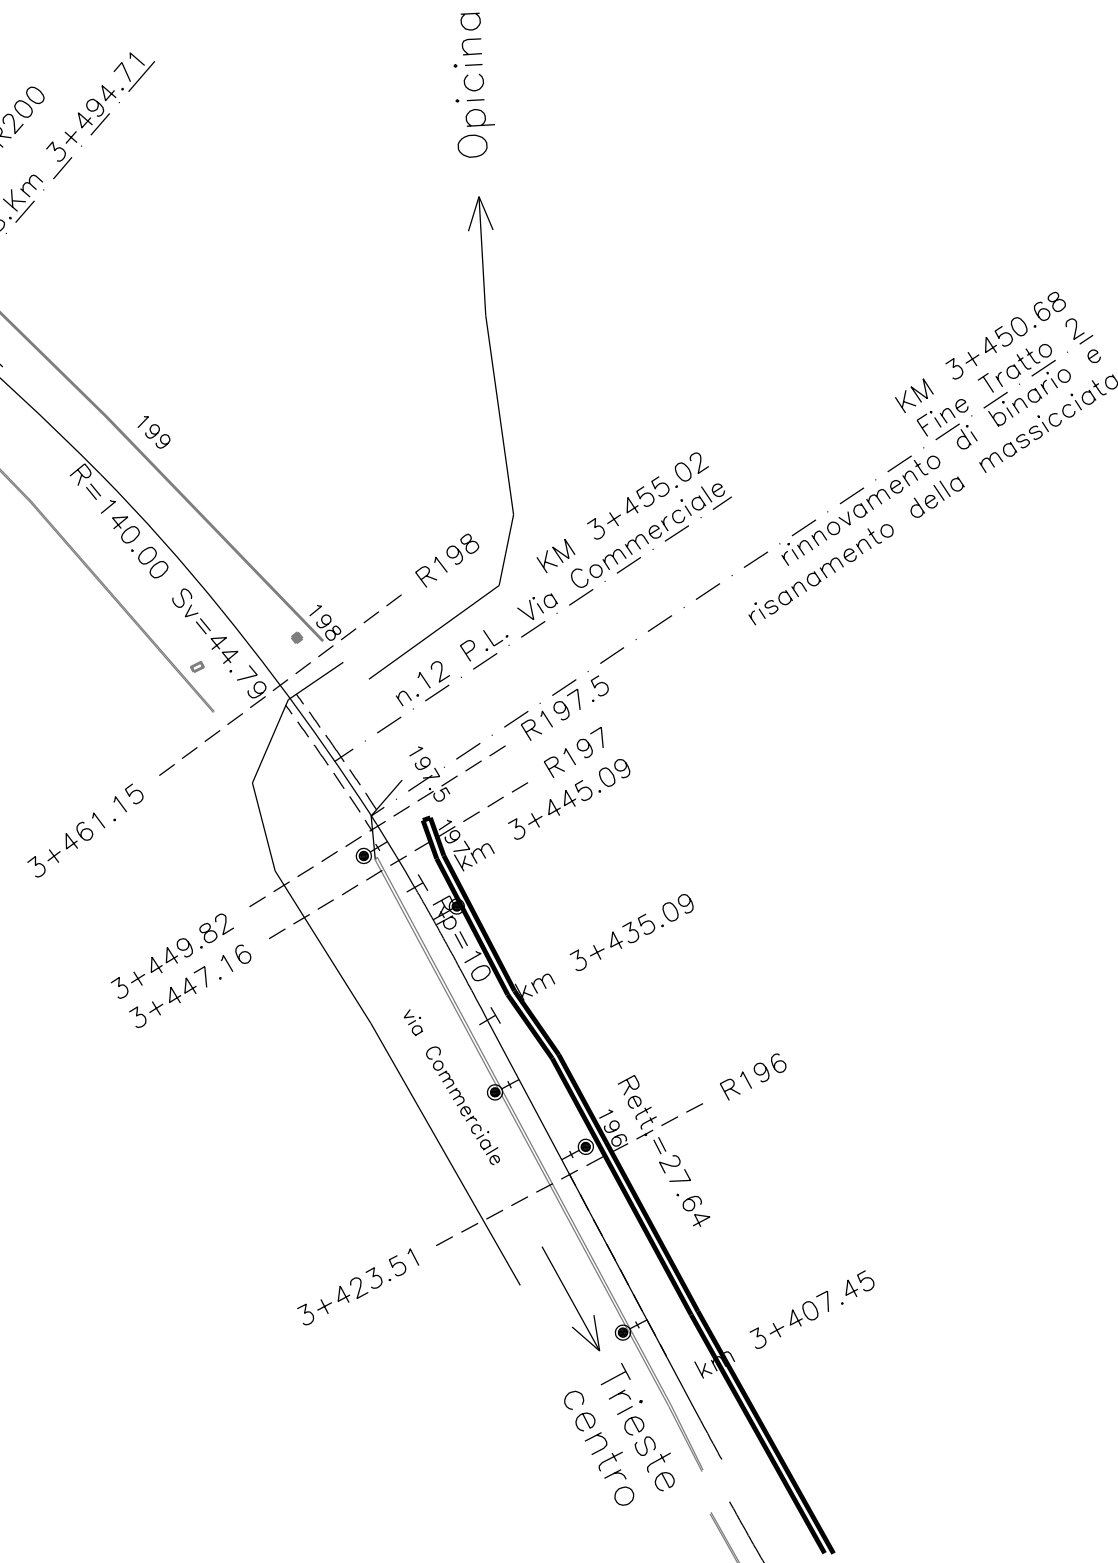 Opicina
R200
.Km 3+494.71
KM 3+450.68
Fine Tratto 2
rinnovamento di binario e
risanamento della massicciata
199
R=140.00 Sv=44.79
KM 3+455.02
n.12 P.L. Via Commerciale
R198
198
R197.5
R197
197.5
197
km 3+445.09
3+461.15
3+449.82
3+447.16
Rp=10
km 3+435.09
via Commerciale
R196
196
Rett.=27.64
3+423.51
km 3+407.45
Trieste
centro